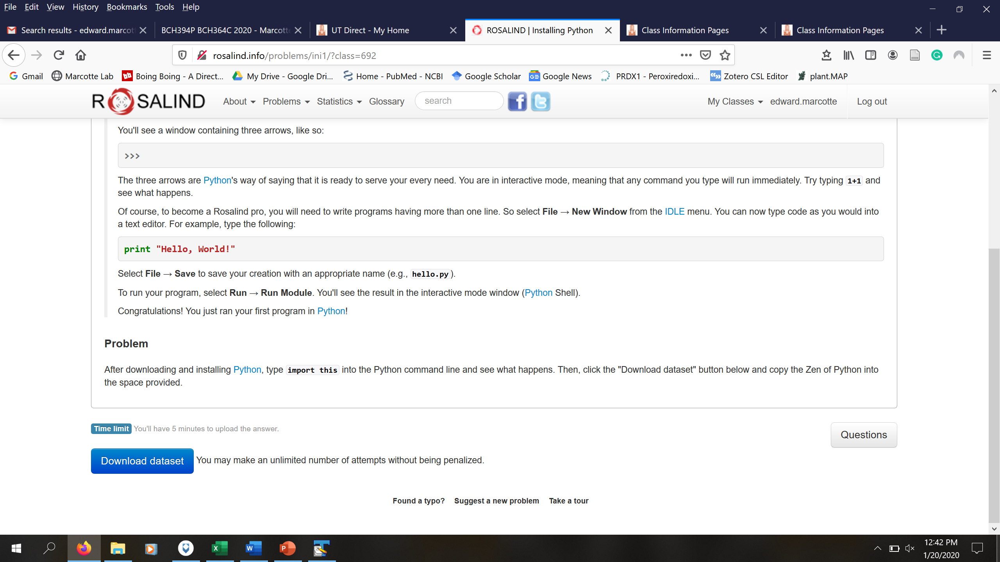 File Edit View History Bookmarks Tools Help
Search results - edward.marcott BCH394P BCH364C 2020 - Marcotte UT Direct - My Home ROSALIND | Installing Python Class Information Pages Class Information Pages
rosalind.info/problems/ini1/?class=692
Gmail Marcotte Lab Boing Boing - A Direct... My Drive - Google Dri... Home - PubMed - NCBI Google Scholar Google News PRDX1 - Peroxiredoxi... Zotero CSL Editor plant.MAP
ROSALIND About Problems Statistics Glossary search My Classes edward.marcotte Log out
You'll see a window containing three arrows, like so:
>>>
The three arrows are Python's way of saying that it is ready to serve your every need. You are in interactive mode, meaning that any command you type will run immediately. Try typing 1+1 and
see what happens.
Of course, to become a Rosalind pro, you will need to write programs having more than one line. So select File → New Window from the IDLE menu. You can now type code as you would into
a text editor. For example, type the following:
print "Hello, World!"
Select File → Save to save your creation with an appropriate name (e.g., hello.py).
To run your program, select Run → Run Module. You'll see the result in the interactive mode window (Python Shell).
Congratulations! You just ran your first program in Python!
Problem
After downloading and installing Python, type import this into the Python command line and see what happens. Then, click the "Download dataset" button below and copy the Zen of Python into
the space provided.
Time limit You'll have 5 minutes to upload the answer.
Questions
Download dataset You may make an unlimited number of attempts without being penalized.
Found a typo? Suggest a new problem Take a tour
12:42 PM
1/20/2020